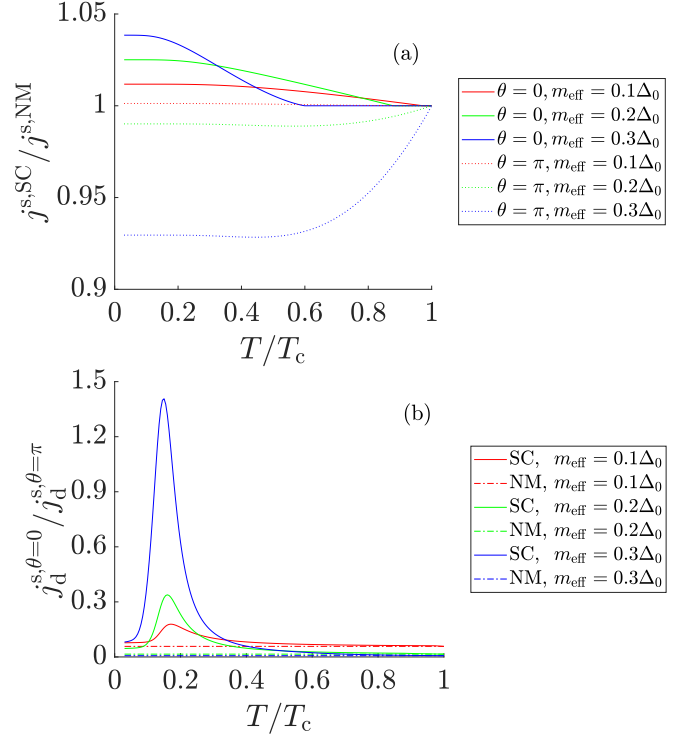 1.05
1
0.95
0.9
j^{s,SC}/j^{s,NM}
(a)
0 0.2 0.4 0.6 0.8 1
T/T_c
θ = 0, m_eff = 0.1Δ_0
θ = 0, m_eff = 0.2Δ_0
θ = 0, m_eff = 0.3Δ_0
θ = π, m_eff = 0.1Δ_0
θ = π, m_eff = 0.2Δ_0
θ = π, m_eff = 0.3Δ_0
1.5
1.2
0.9
0.6
0.3
0
j_d^{s,θ=0}/j_d^{s,θ=π}
(b)
0 0.2 0.4 0.6 0.8 1
T/T_c
SC, m_eff = 0.1Δ_0
NM, m_eff = 0.1Δ_0
SC, m_eff = 0.2Δ_0
NM, m_eff = 0.2Δ_0
SC, m_eff = 0.3Δ_0
NM, m_eff = 0.3Δ_0